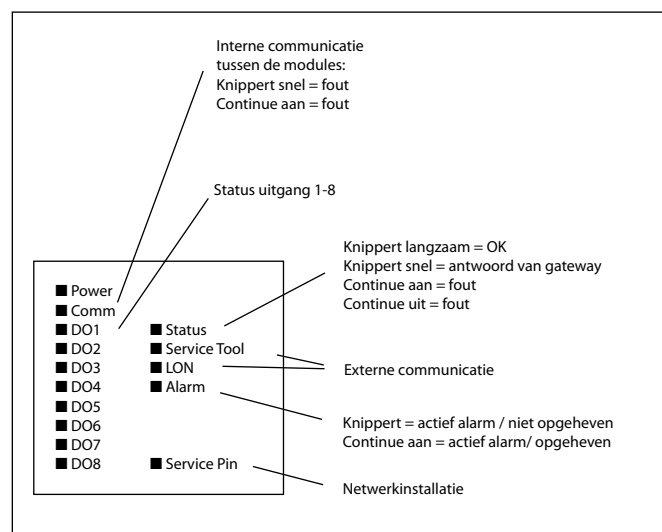 Interne communicatie
tussen de modules:
Knippert snel = fout
Continue aan = fout
Status uitgang 1-8
Knippert langzaam = OK
Knippert snel = antwoord van gateway
Continue aan = fout
Continue uit = fout
Power
Comm
DO1
DO2
DO3
DO4
DO5
DO6
DO7
DO8
Status
Service Tool
LON
Alarm
Service Pin
Externe communicatie
Knippert = actief alarm / niet opgeheven
Continue aan = actief alarm/ opgeheven
Netwerkinstallatie